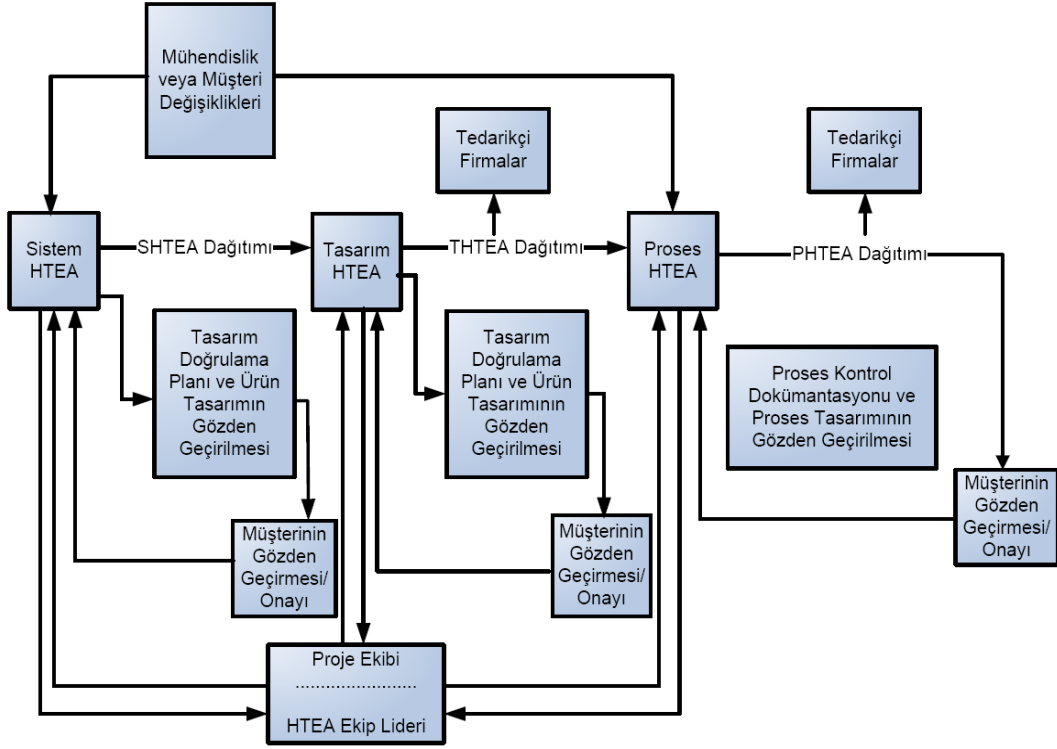 Mühendislik
veya Müşteri
Değişiklikleri
Tedarikçi
Firmalar
Tedarikçi
Firmalar
Sistem
HTEA
SHTEA Dağıtımı
Tasarım
HTEA
THTEA Dağıtımı
Proses
HTEA
PHTEA Dağıtımı
Tasarım
Doğrulama
Planı ve Ürün
Tasarımın
Gözden
Geçirilmesi
Tasarım
Doğrulama
Planı ve Ürün
Tasarımının
Gözden
Geçirilmesi
Proses Kontrol
Dokümantasyonu ve
Proses Tasarımının
Gözden Geçirilmesi
Müşterinin
Gözden
Geçirmesi/
Onayı
Müşterinin
Gözden
Geçirmesi/
Onayı
Müşterinin
Gözden
Geçirmesi/
Onayı
Proje Ekibi
........................
HTEA Ekip Lideri